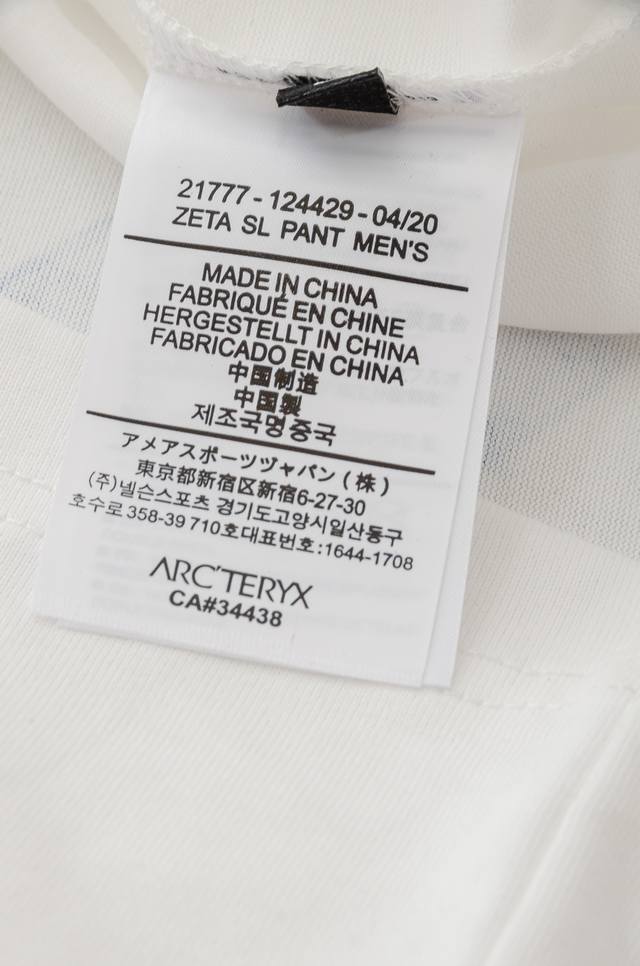 21777 - 124429 - 04/20
ZETA SL PANT MEN'S
MADE IN CHINA
FABRIQUÉ EN CHINE
HERGESTELLT IN CHINA
FABRICADO EN CHINA
中国制造
中国製
제조국명중국
アメアスポーツジャパン(株)
東京都新宿区新宿6-27-30
(주)넬슨스포츠 경기도고양시일산동구
호수로 358-39 710호대표번호:1644-1708
ARC'TERYX
CA#34438